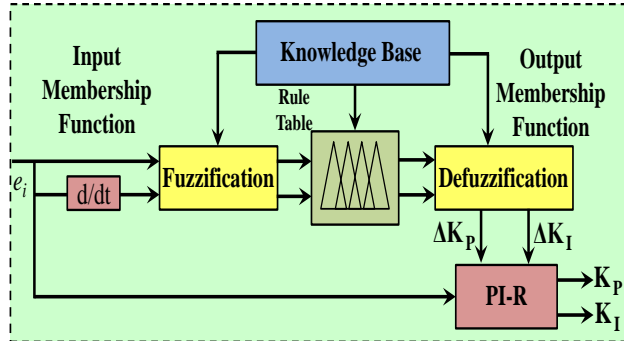 Input
Membership
Function
Knowledge Base
Output
Membership
Function
Rule
Table
e_i
d/dt
Fuzzification
Defuzzification
ΔK_P
ΔK_I
PI-R
K_P
K_I